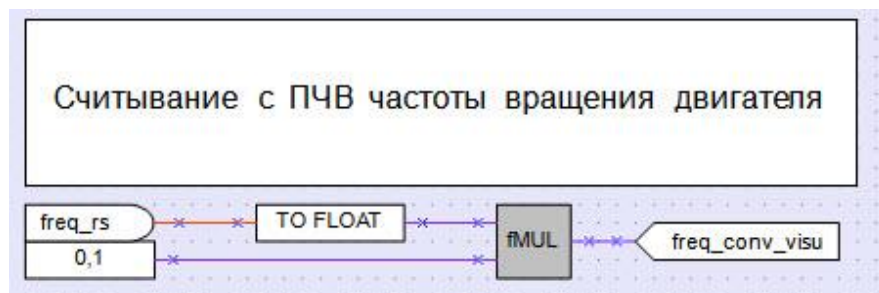 Считывание с ПЧВ частоты вращения двигателя
freq_rs
TO FLOAT
0,1
fMUL
freq_conv_visu